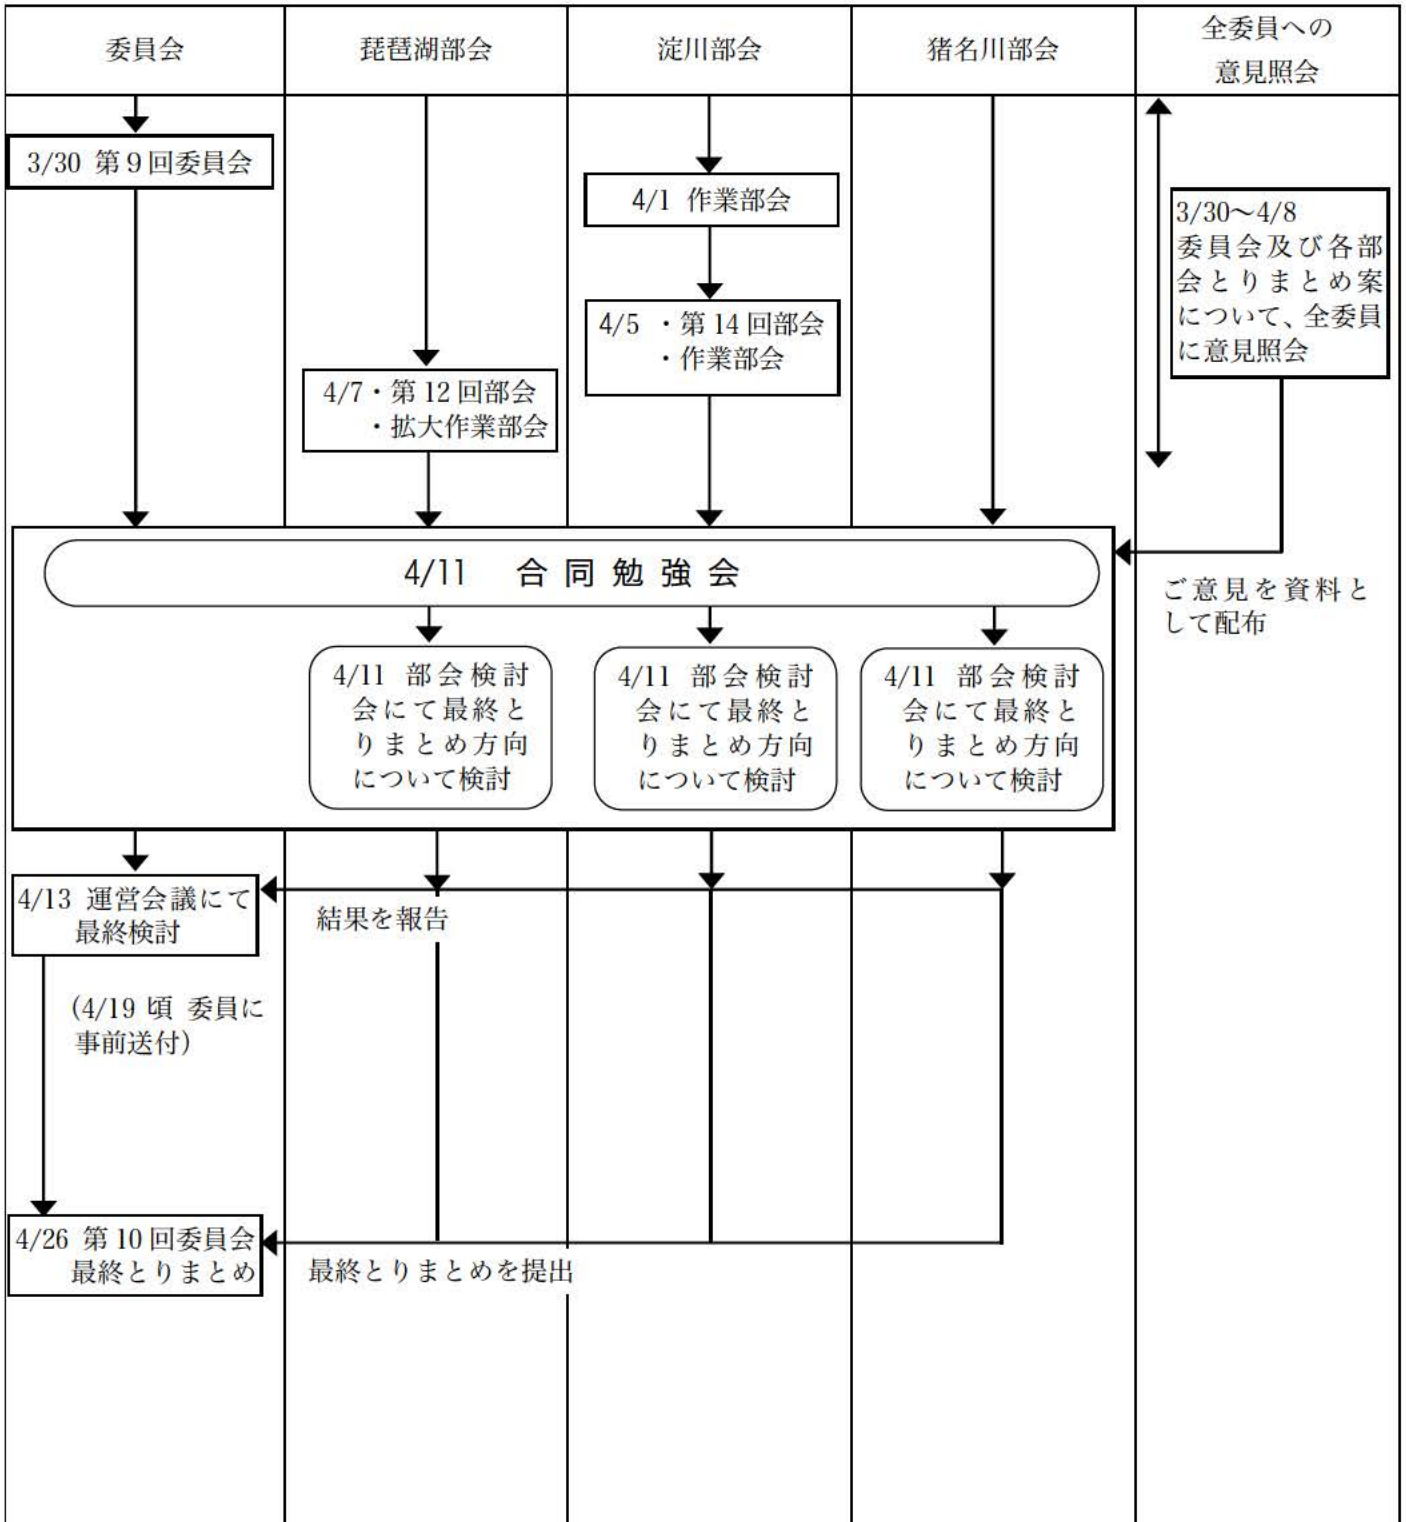 委員会
琵琶湖部会
淀川部会
猪名川部会
全委員への
意見照会
3/30 第9回委員会
4/1 作業部会
3/30～4/8
委員会及び各部
会とりまとめ案
について、全委員
に意見照会
4/5 ・第14回部会
・作業部会
4/7・第12回部会
・拡大作業部会
4/11 合同勉強会
ご意見を資料と
して配布
4/11 部会検討
会にて最終と
りまとめ方向
について検討
4/11 部会検討
会にて最終と
りまとめ方向
について検討
4/11 部会検討
会にて最終と
りまとめ方向
について検討
4/13 運営会議にて
最終検討
結果を報告
(4/19 頃 委員に
事前送付)
4/26 第10回委員会
最終とりまとめ
最終とりまとめを提出